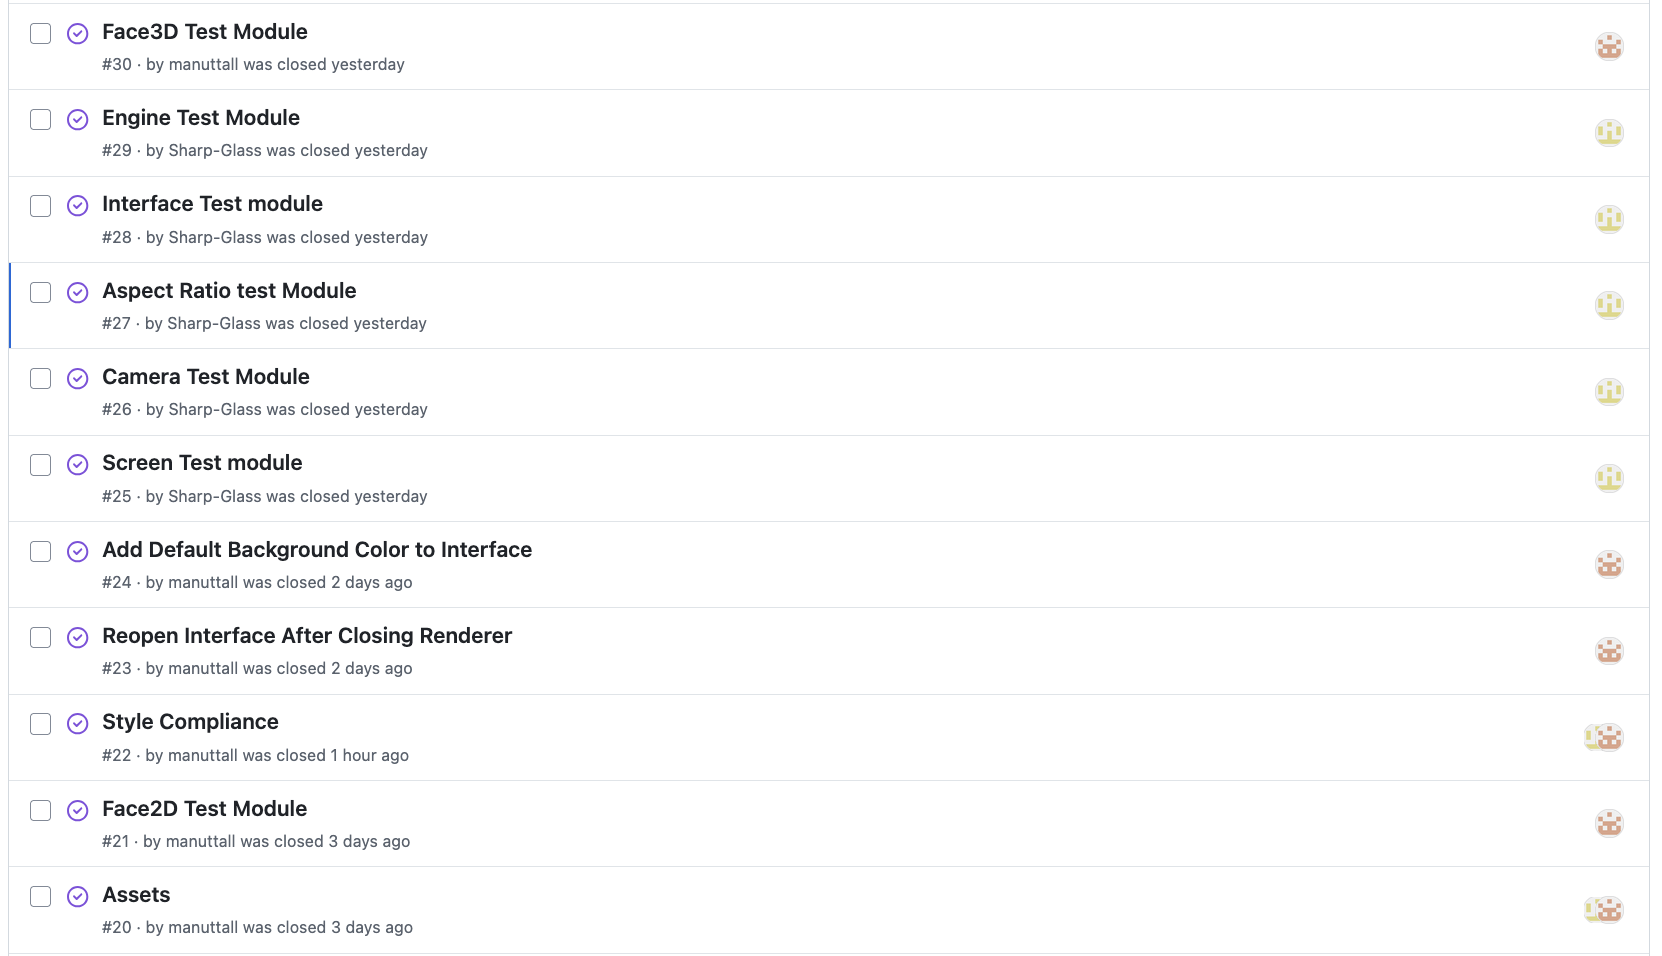 Face3D Test Module
#30 · by manuttall was closed yesterday
Engine Test Module
#29 · by Sharp-Glass was closed yesterday
Interface Test module
#28 · by Sharp-Glass was closed yesterday
Aspect Ratio test Module
#27 · by Sharp-Glass was closed yesterday
Camera Test Module
#26 · by Sharp-Glass was closed yesterday
Screen Test module
#25 · by Sharp-Glass was closed yesterday
Add Default Background Color to Interface
#24 · by manuttall was closed 2 days ago
Reopen Interface After Closing Renderer
#23 · by manuttall was closed 2 days ago
Style Compliance
#22 · by manuttall was closed 1 hour ago
Face2D Test Module
#21 · by manuttall was closed 3 days ago
Assets
#20 · by manuttall was closed 3 days ago